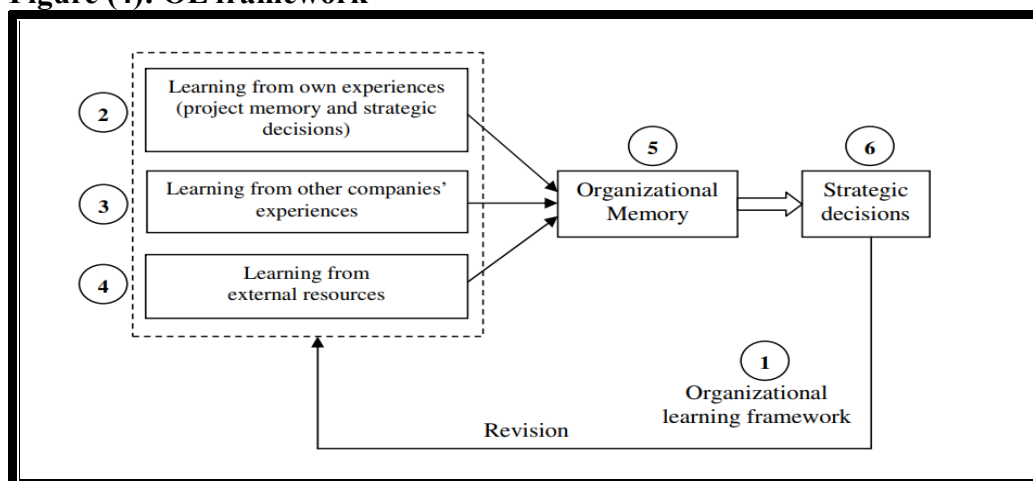 Figure (4): OL framework
2
Learning from own experiences
(project memory and strategic
decisions)
3
Learning from other companies’
experiences
4
Learning from
external resources
5
Organizational
Memory
6
Strategic
decisions
1
Organizational
learning framework
Revision